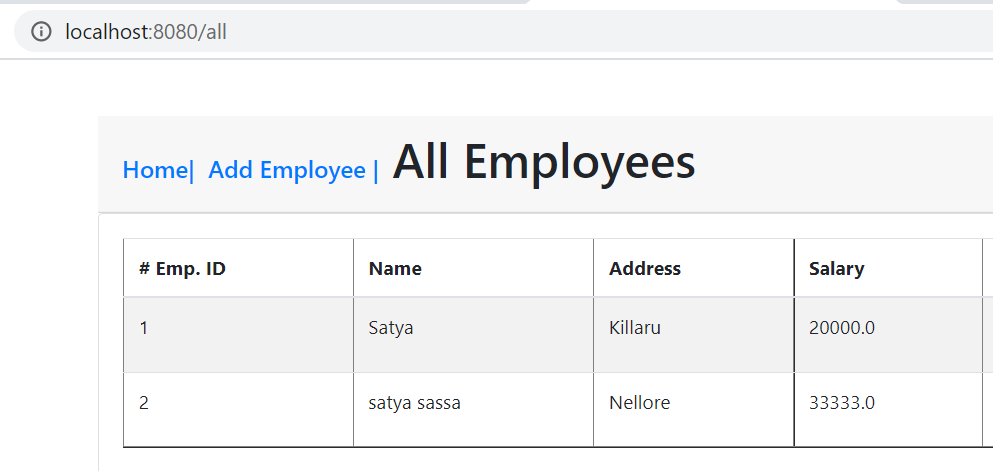 localhost:8080/all
Home| Add Employee | All Employees
# Emp. ID Name Address Salary
1 Satya Killaru 20000.0
2 satya sassa Nellore 33333.0